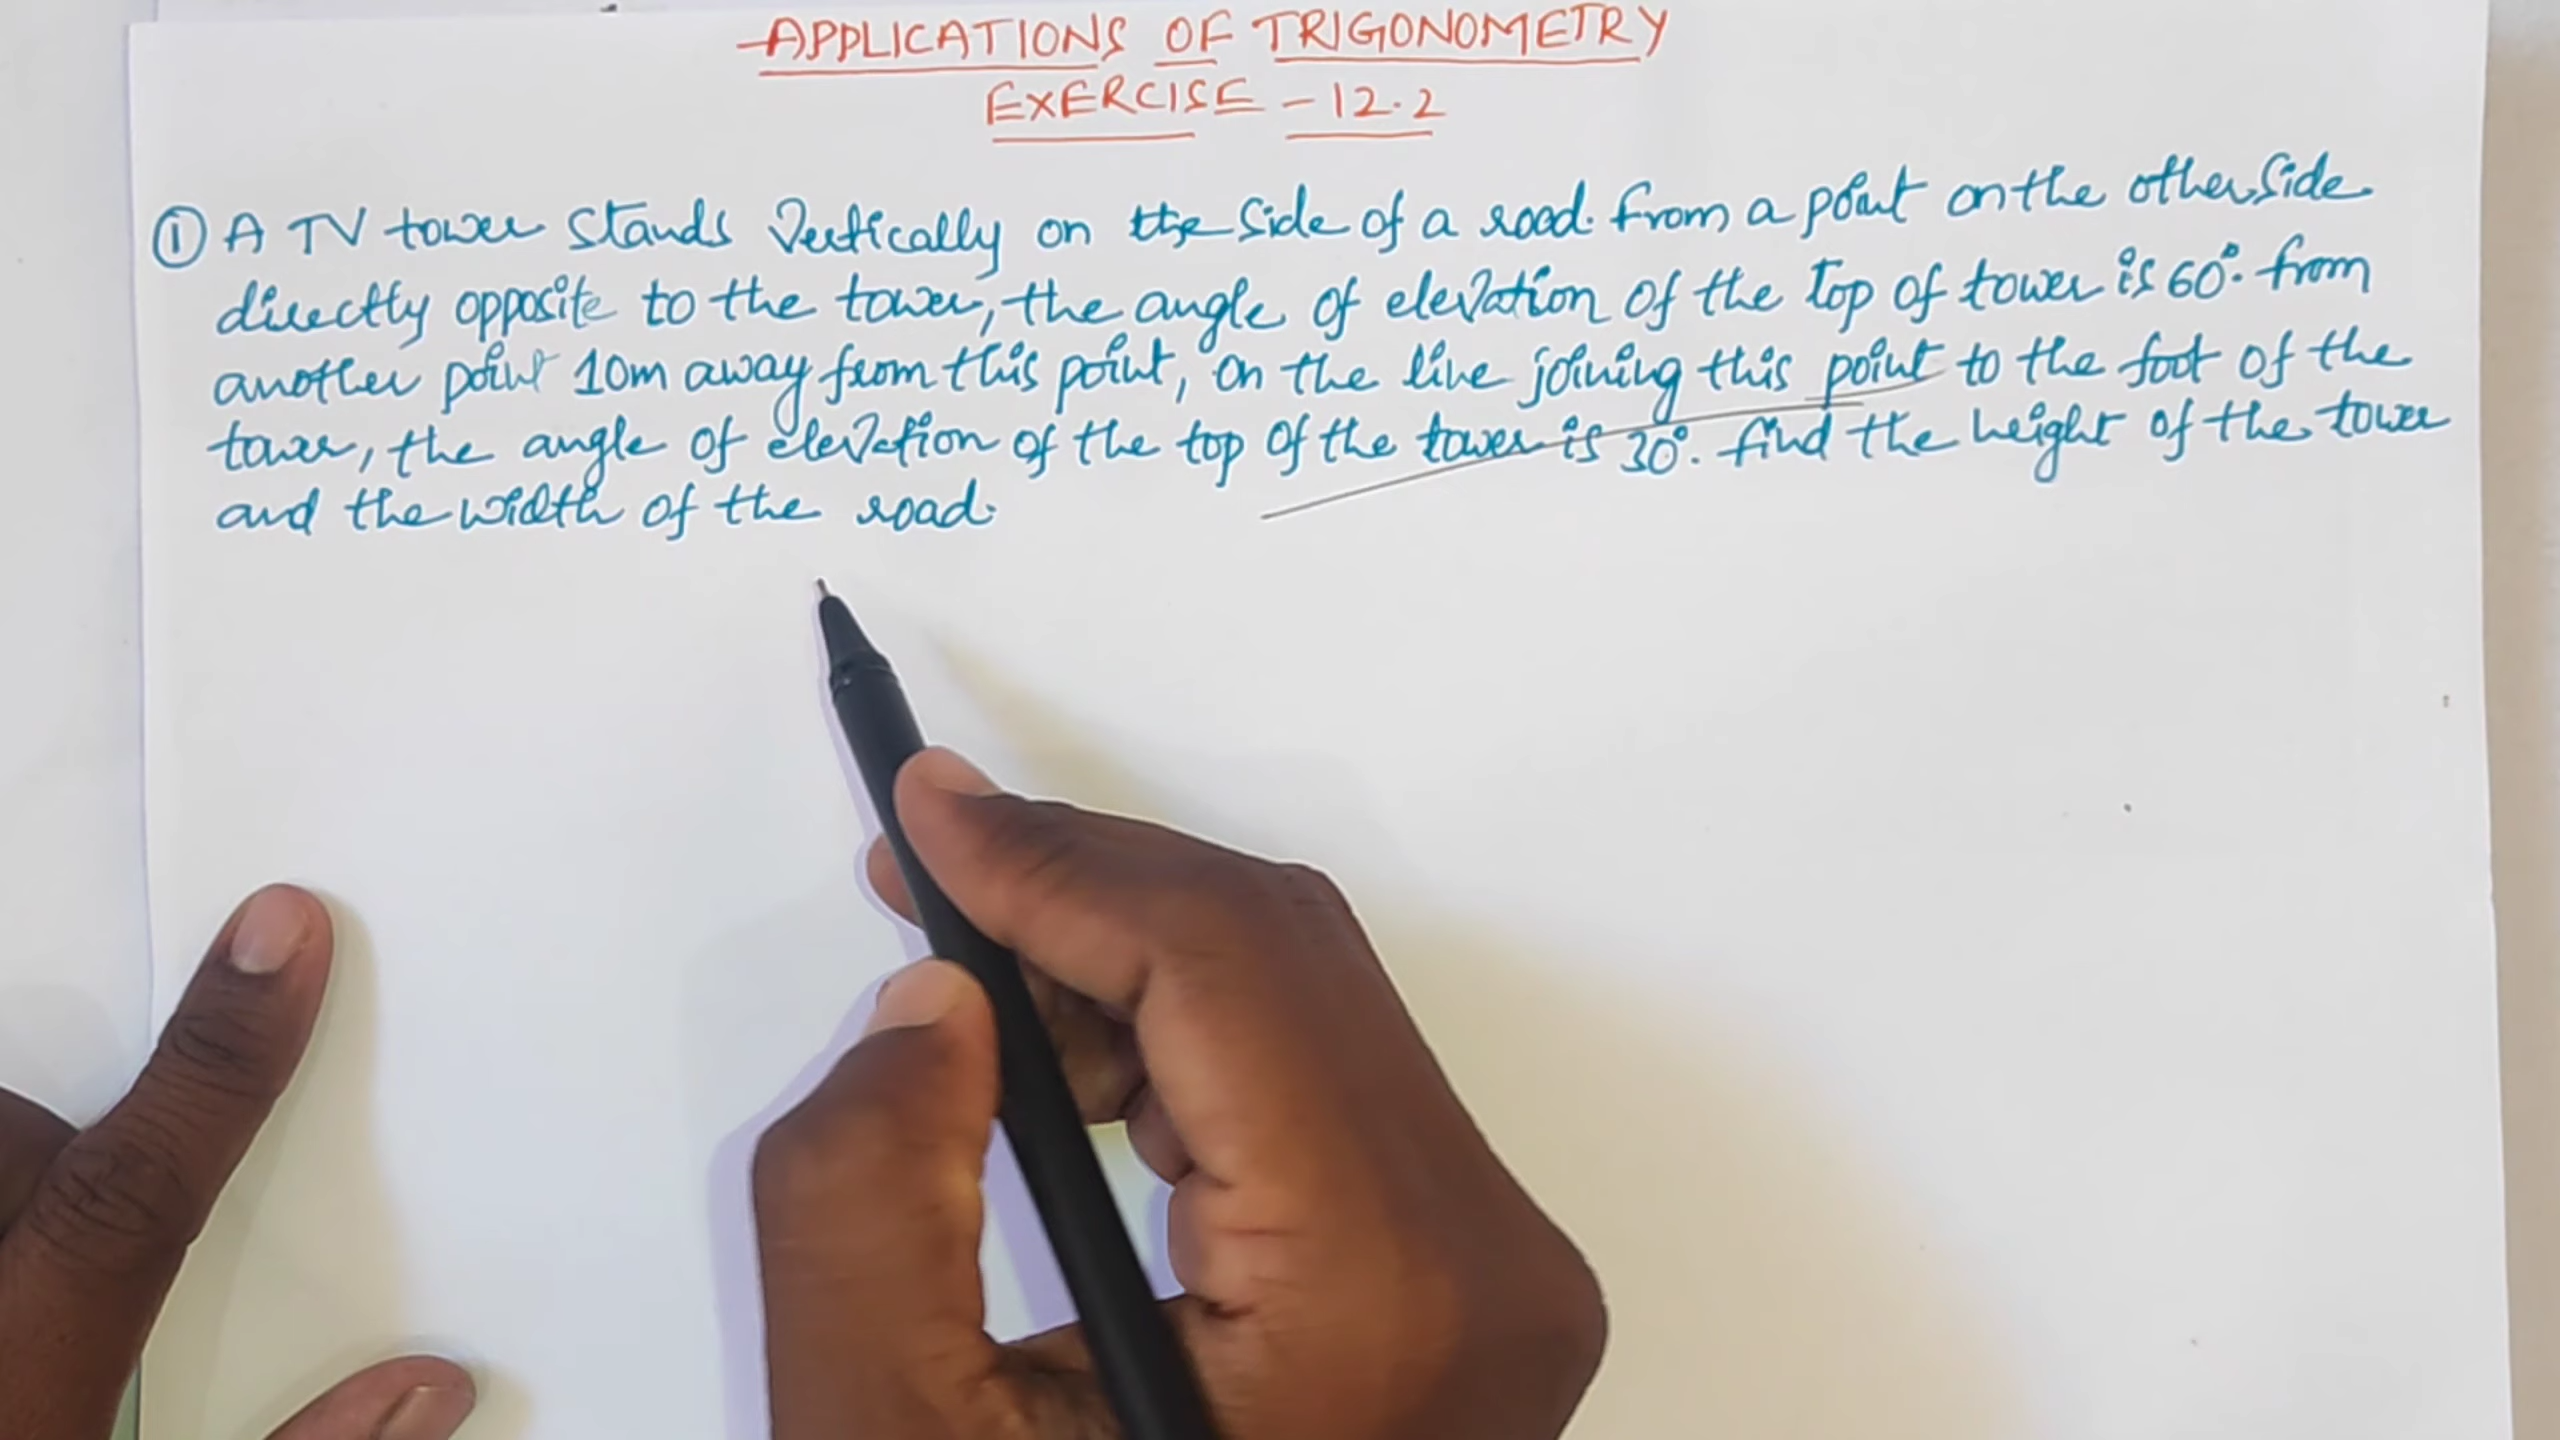 APPLICATIONS OF TRIGONOMETRY
EXERCISE - 12.2
① A TV tower stands vertically on the side of a road. from a point on the other side
directly opposite to the tower, the angle of elevation of the top of tower is 60°. from
another point 10m away from this point, on the line joining this point to the foot of the
tower, the angle of elevation of the top of the tower is 30°. find the height of the tower
and the width of the road.